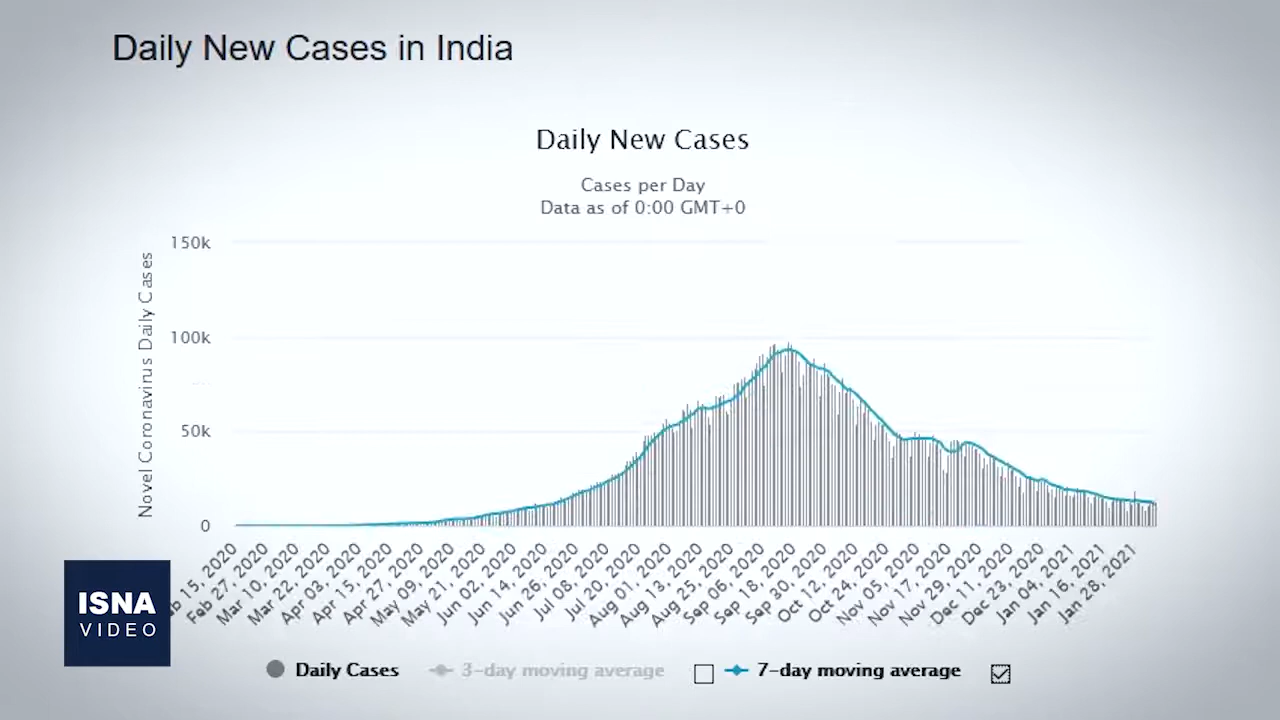 Daily New Cases in India
Daily New Cases
Cases per Day
Data as of 0:00 GMT+0
Novel Coronavirus Daily Cases
150k
100k
50k
0
15, 2020
Feb 27, 2020
Mar 10, 2020
Mar 22, 2020
Apr 03, 2020
Apr 15, 2020
Apr 27, 2020
May 09, 2020
May 21, 2020
Jun 02, 2020
Jun 14, 2020
Jun 26, 2020
Jul 08, 2020
Jul 20, 2020
Aug 01, 2020
Aug 13, 2020
Aug 25, 2020
Sep 06, 2020
Sep 18, 2020
Sep 30, 2020
Oct 12, 2020
Oct 24, 2020
Nov 05, 2020
Nov 17, 2020
Nov 29, 2020
Dec 11, 2020
Dec 23, 2020
Jan 04, 2021
Jan 16, 2021
Jan 28, 2021
ISNA
VIDEO
Daily Cases
3-day moving average
7-day moving average